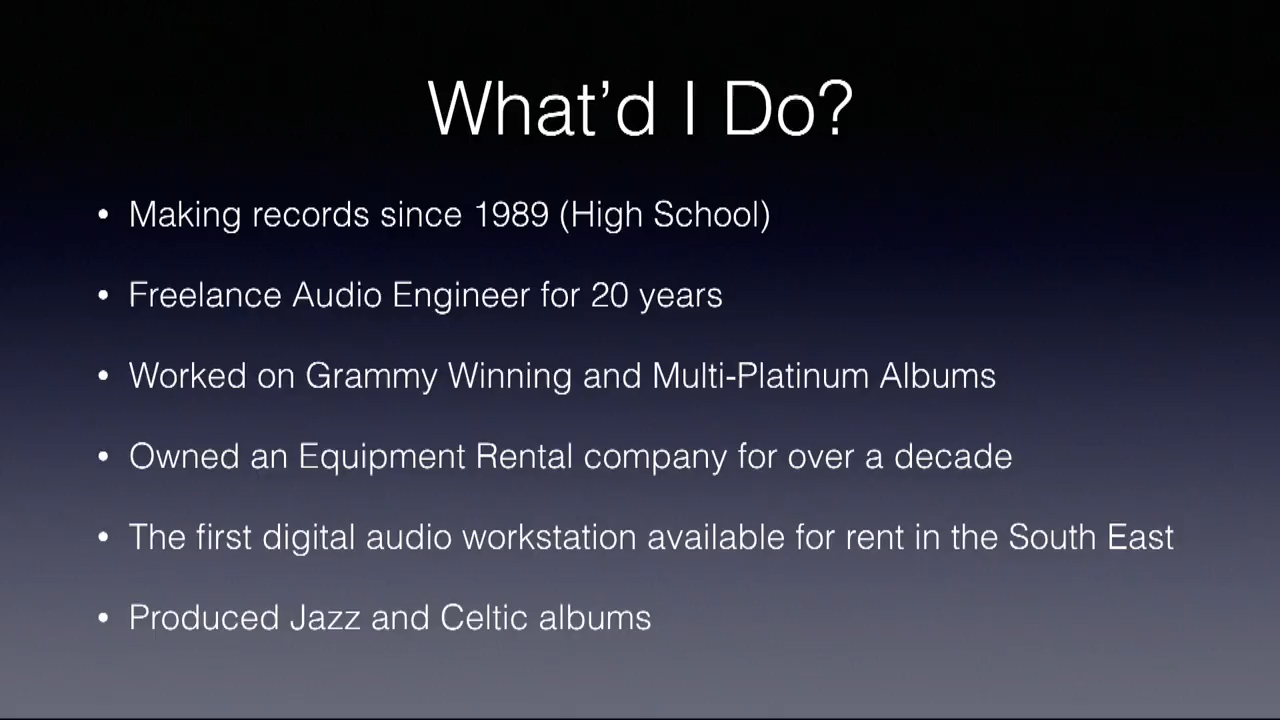 What’d I Do?
• Making records since 1989 (High School)
• Freelance Audio Engineer for 20 years
• Worked on Grammy Winning and Multi-Platinum Albums
• Owned an Equipment Rental company for over a decade
• The first digital audio workstation available for rent in the South East
• Produced Jazz and Celtic albums